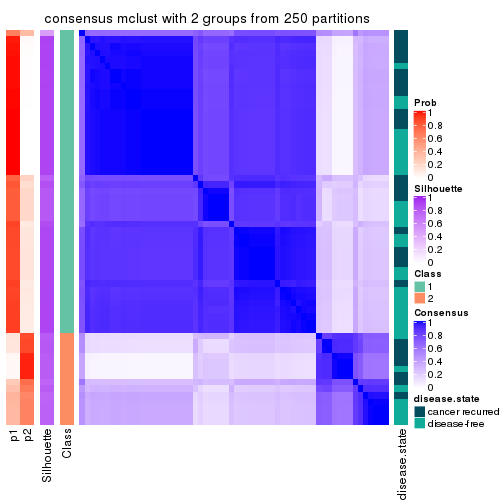 consensus mclust with 2 groups from 250 partitions
Prob
1
0.8
0.6
0.4
0.2
0
Silhouette
1
0.8
0.6
0.4
0.2
0
Class
1
2
Consensus
1
0.8
0.6
0.4
0.2
0
disease.state
cancer recurred
disease-free
p1
p2
Silhouette
Class
disease.state